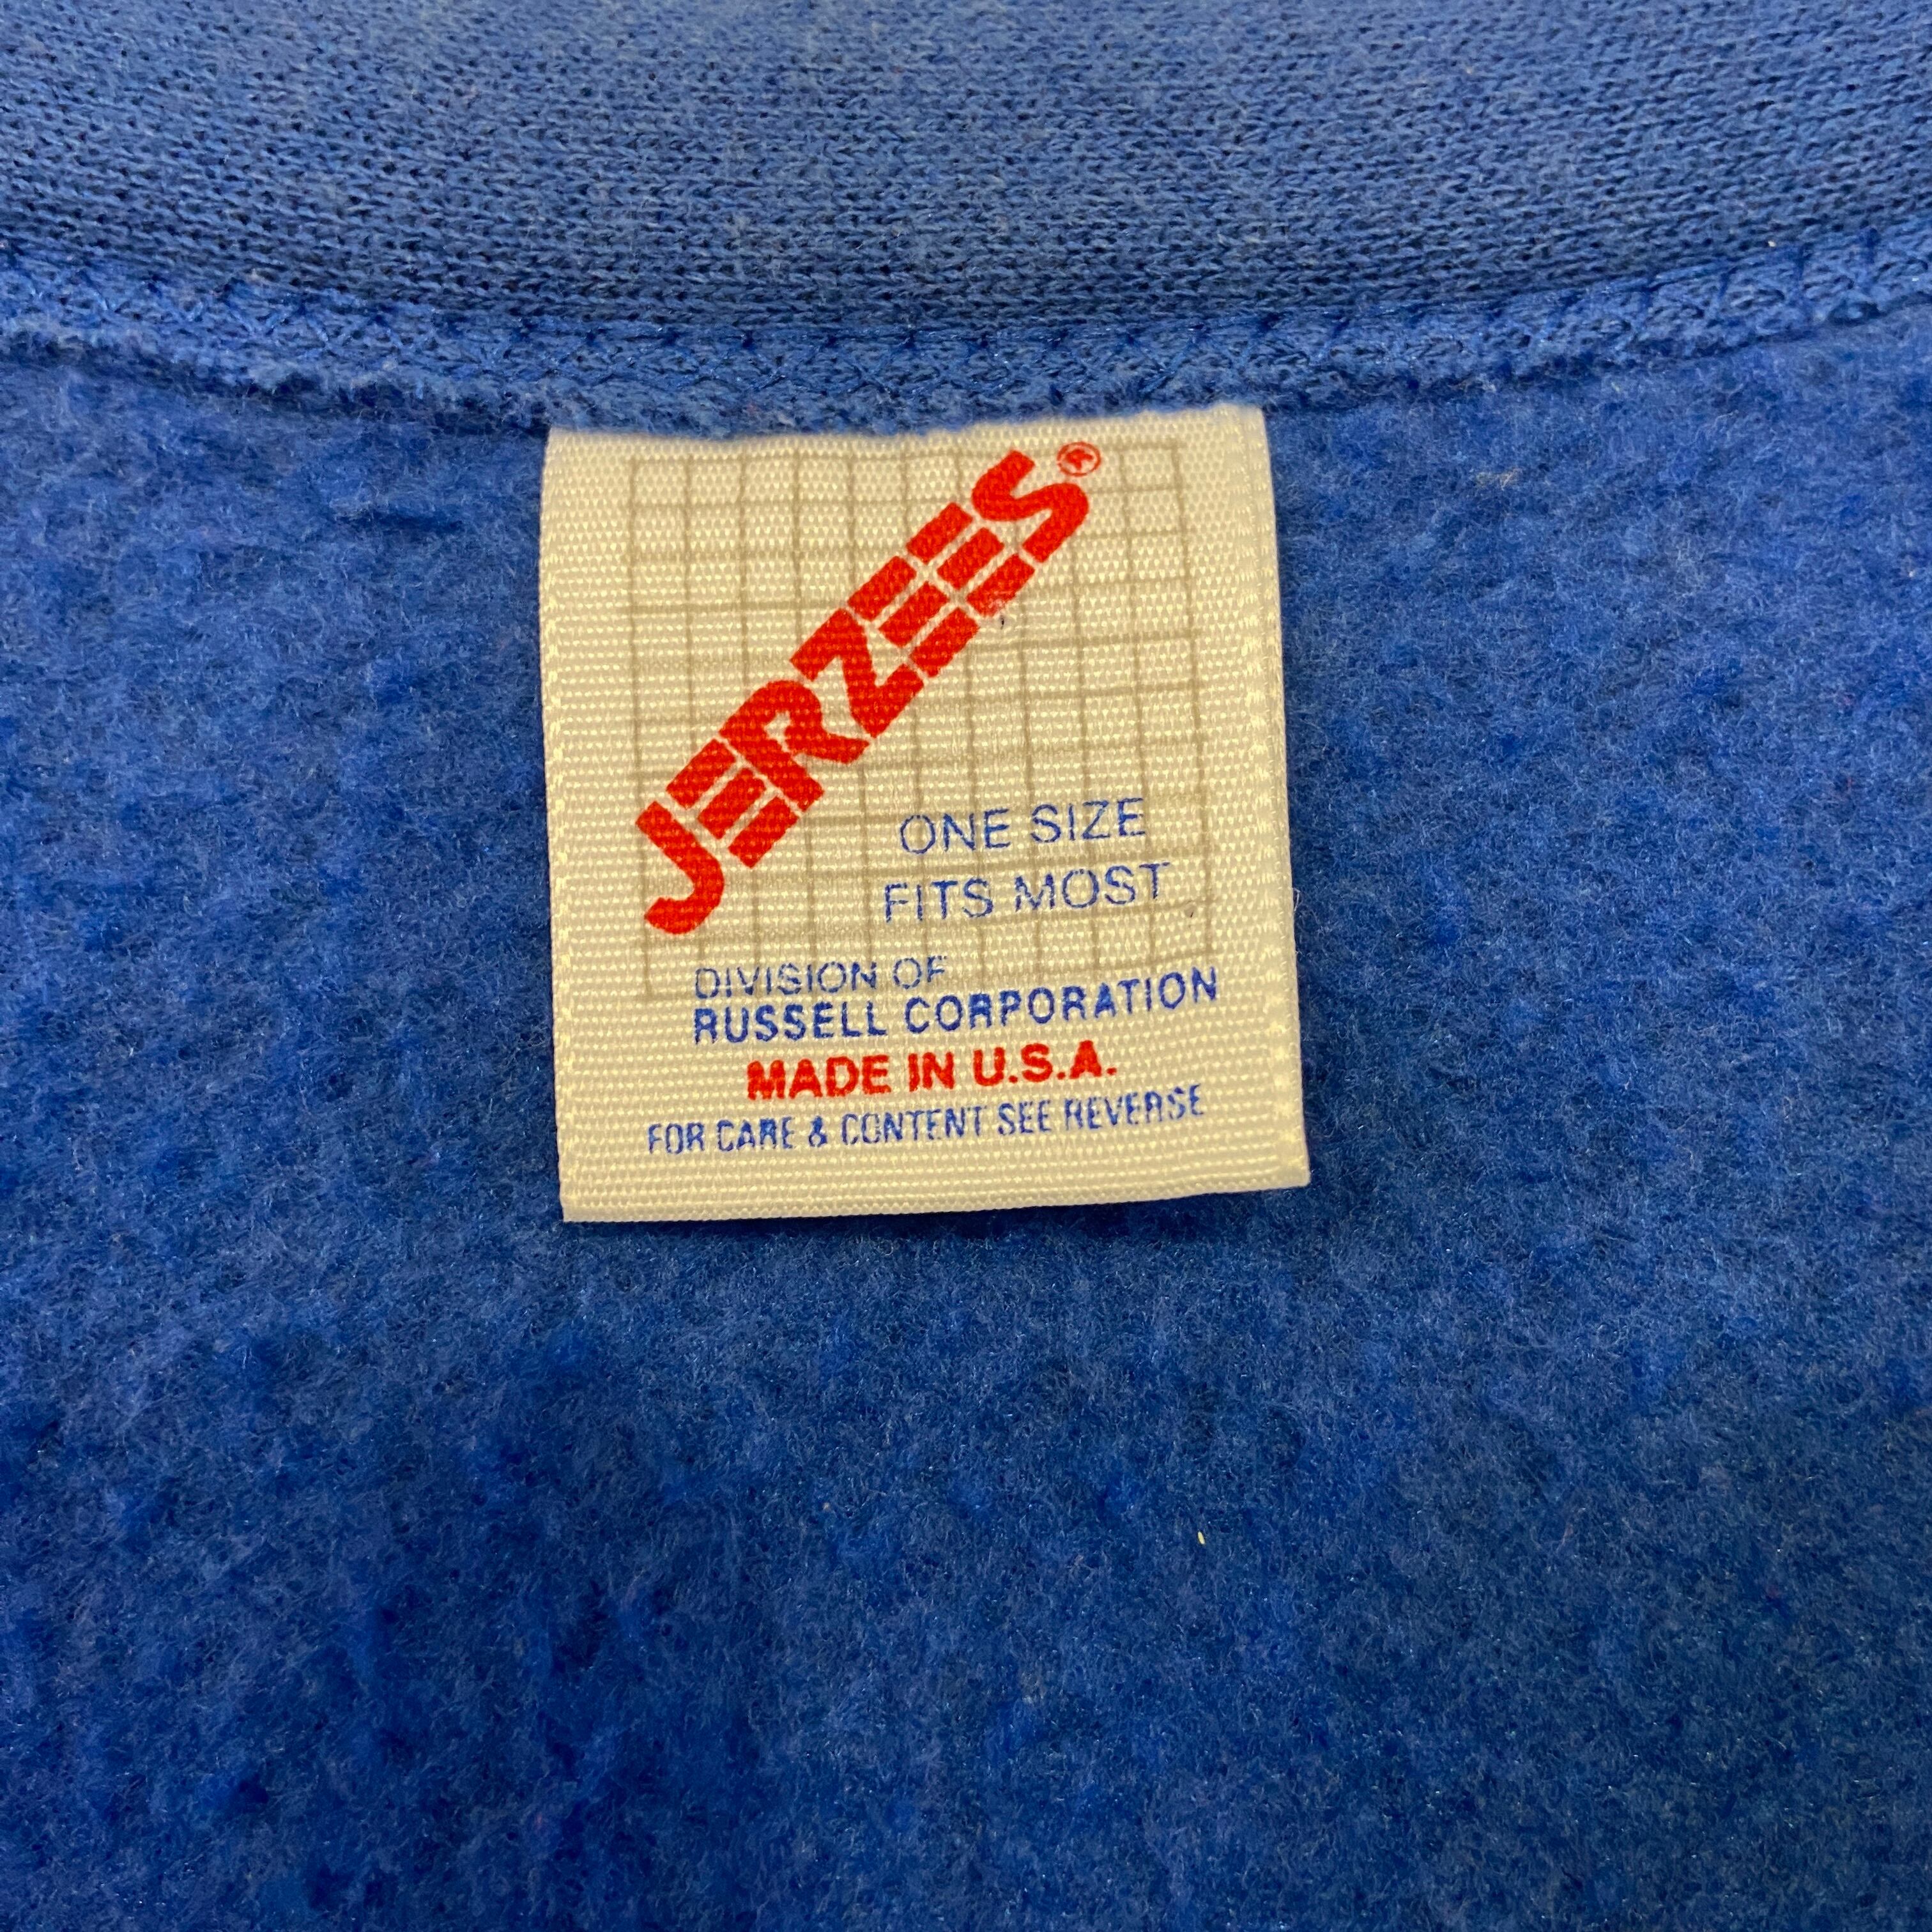 JERZEES®
ONE SIZE
FITS MOST
DIVISION OF
RUSSELL CORPORATION
MADE IN U.S.A.
FOR CARE & CONTENT SEE REVERSE